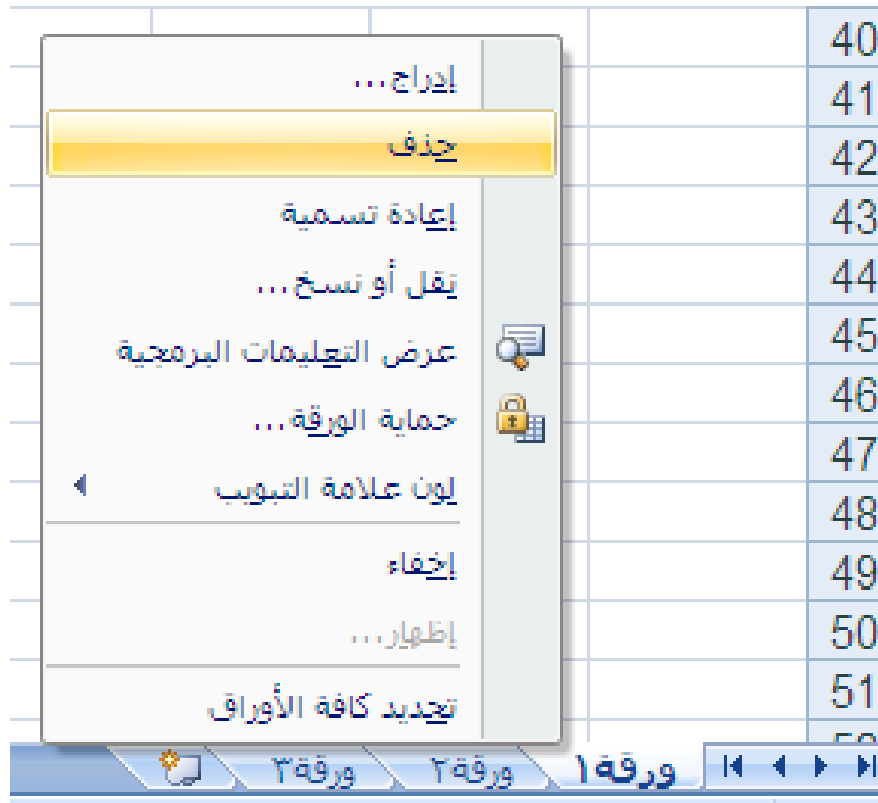 40
41
42
43
44
45
46
47
48
49
50
51
إدراج...
حذف
إعادة تسمية
نقل أو نسخ...
عرض التعليمات البرمجية
حماية الورقة...
لون علامة التبويب
إخفاء
إظهار...
تحديد كافة الأوراق
ورقة١ ورقة٢ ورقة٣